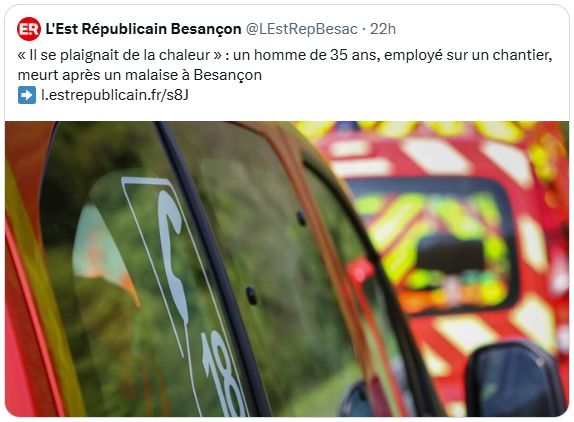 ER L'Est Républicain Besançon @LEstRepBesac · 22h
« Il se plaignait de la chaleur » : un homme de 35 ans, employé sur un chantier,
meurt après un malaise à Besançon
➡ l.estrepublicain.fr/s8J
18